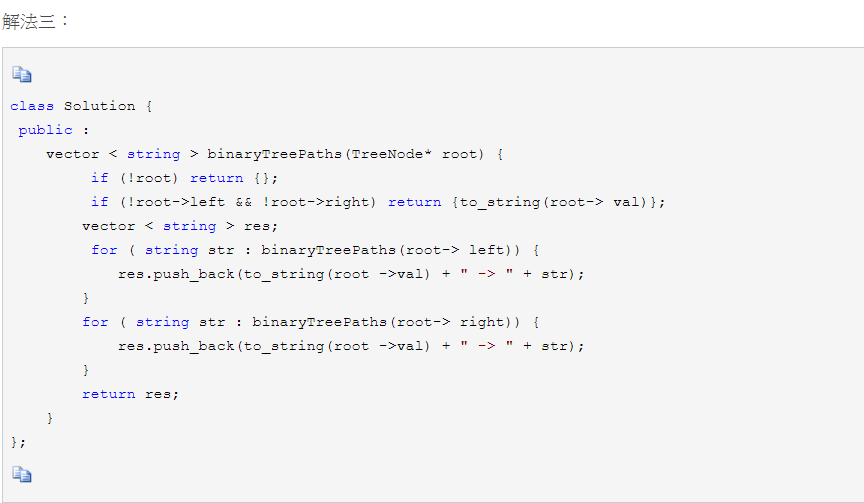 解法三：
class Solution {
 public :
    vector < string > binaryTreePaths(TreeNode* root) {
         if (!root) return {};
         if (!root->left && !root->right) return {to_string(root-> val)};
        vector < string > res;
         for ( string str : binaryTreePaths(root-> left)) {
            res.push_back(to_string(root ->val) + " -> " + str);
        }
        for ( string str : binaryTreePaths(root-> right)) {
            res.push_back(to_string(root ->val) + " -> " + str);
        }
        return res;
    }
};